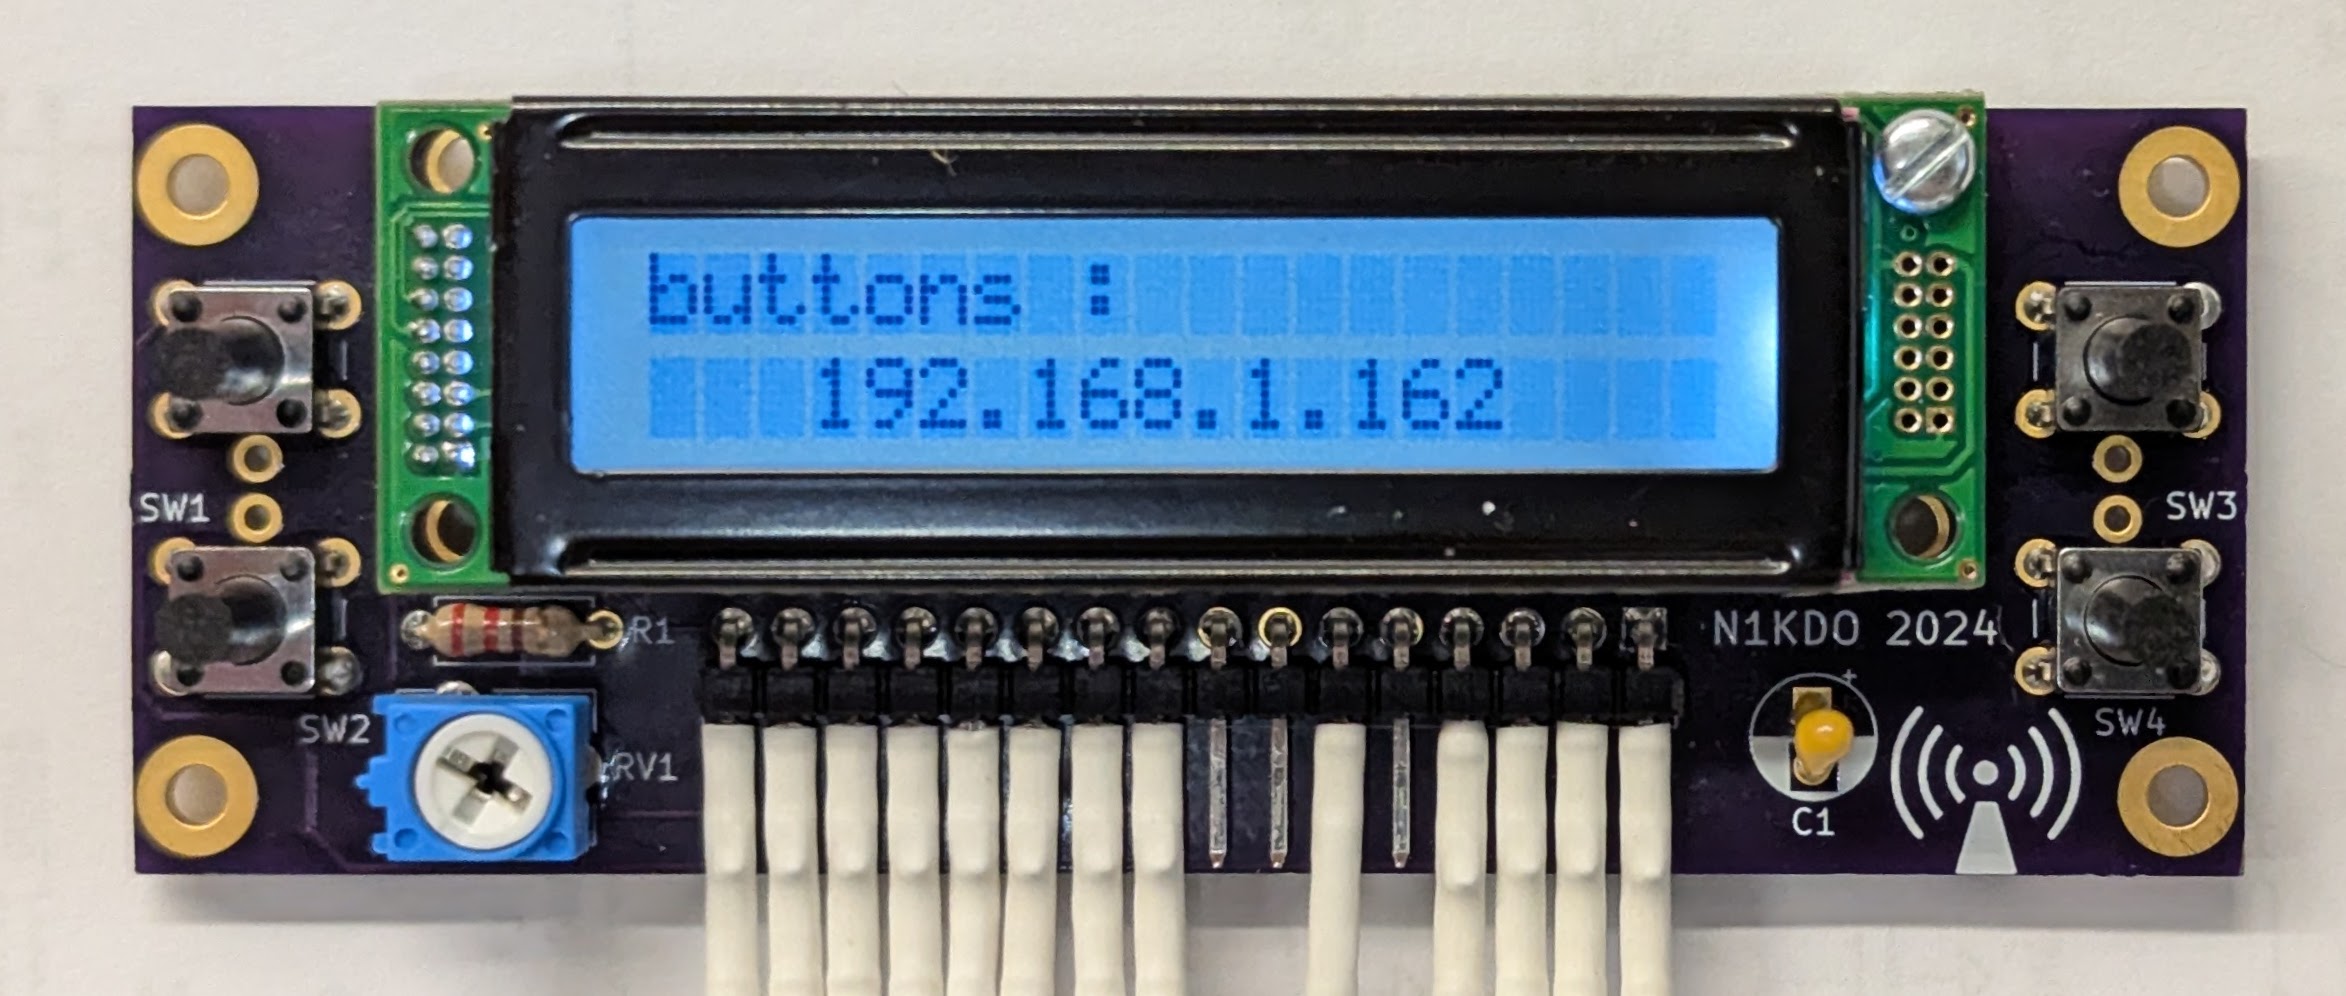 buttons :
192.168.1.162
SW1
SW3
R1
N1KDO 2024
SW2
RV1
+
SW4
C1